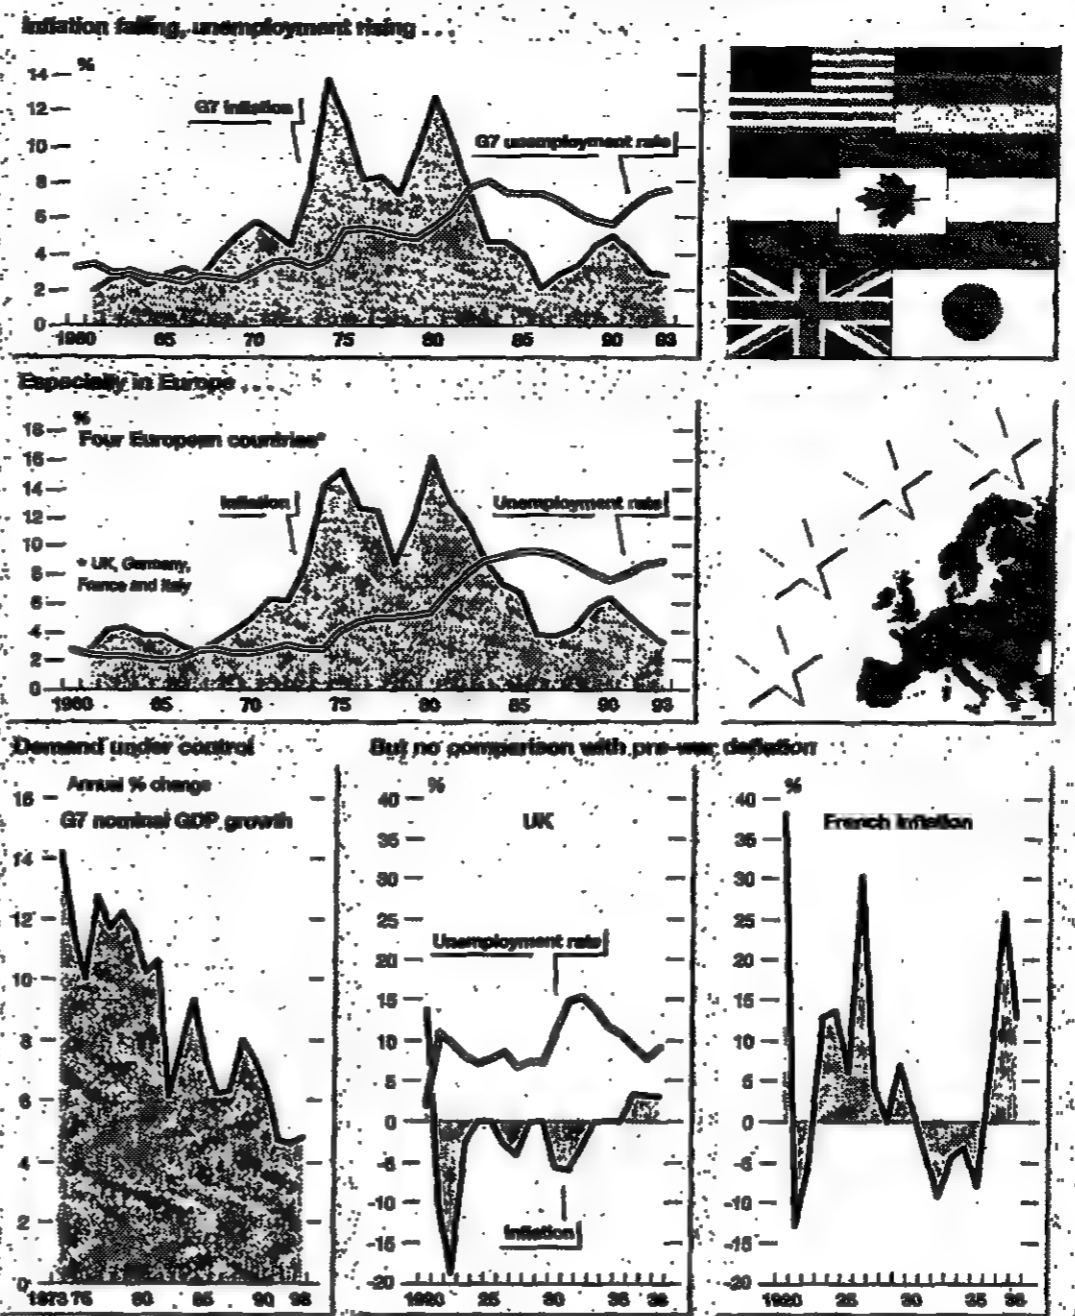 Inflation falling, unemployment rising . . .
%
14
12
10
8
6
4
2
0
G7 inflation
G7 unemployment rate
1960 65 70 75 80 85 90 93
Especially in Europe . . .
%
Four European countries*
18
16
14
12
10
8
6
4
2
0
Inflation
Unemployment rate
* UK, Germany,
France and Italy
1960 65 70 75 80 85 90 93
Demand under control
Annual % change
G7 nominal GDP growth
16
14
12
10
8
6
4
2
0
1973 75 80 85 90 93
But no comparison with pre-war deflation
%
UK
40
35
30
25
20
15
10
5
0
-5
-10
-15
-20
Unemployment rate
Inflation
1920 25 30 35
%
French inflation
40
35
30
25
20
15
10
5
0
-5
-10
-15
-20
1920 25 30 35